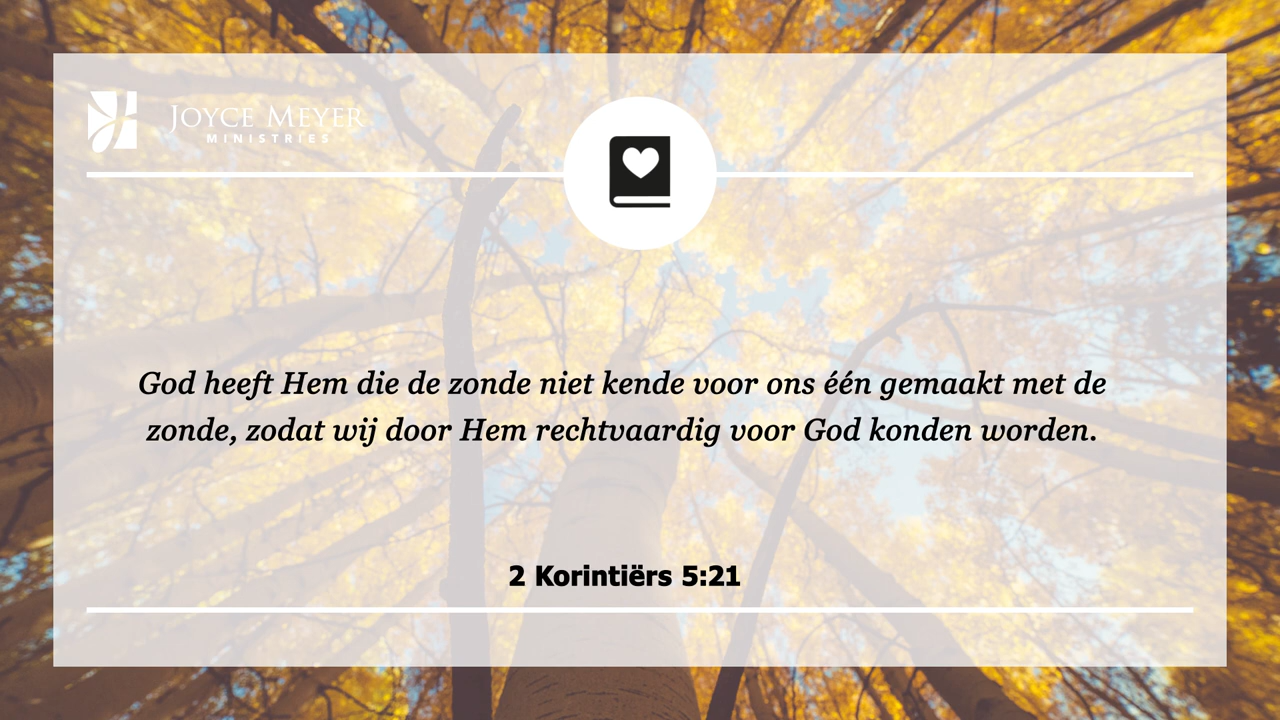 JOYCE MEYER
MINISTRIES
God heeft Hem die de zonde niet kende voor ons één gemaakt met de
zonde, zodat wij door Hem rechtvaardig voor God konden worden.
2 Korintiërs 5:21